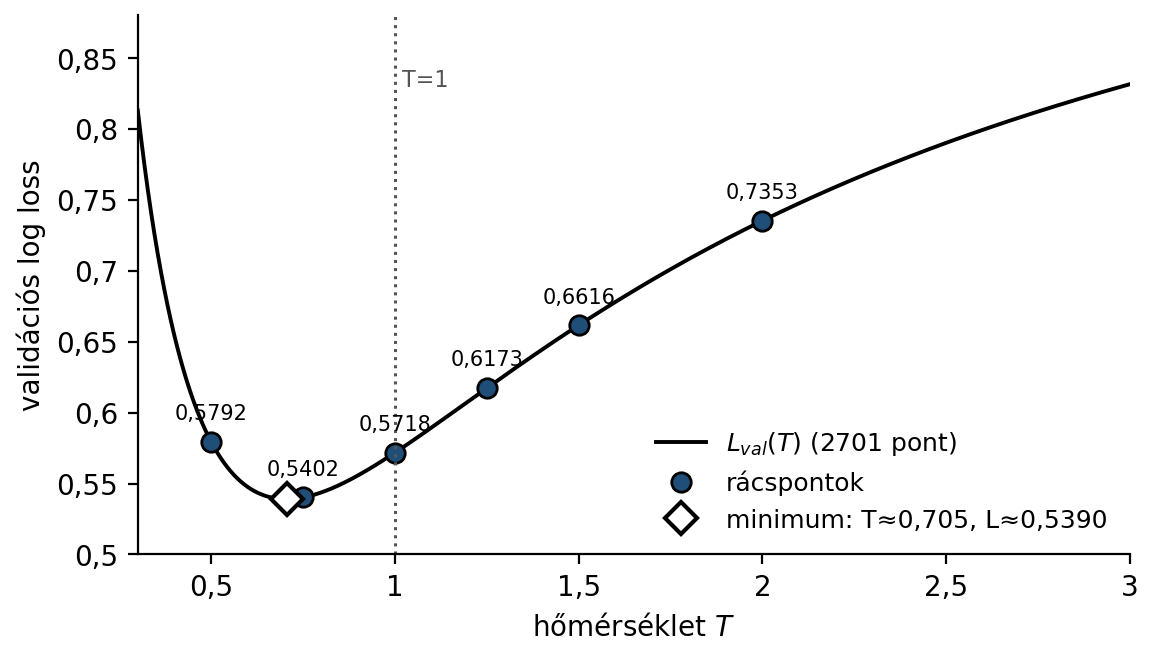 0,85
T=1
0,8
0,75
0,7353
0,7
0,6616
0,65
0,6173
0,6
0,5792
0,5718
0,55
0,5402
0,5
validációs log loss
L_val(T) (2701 pont)
rácspontok
minimum: T≈0,705, L≈0,5390
0,5 1 1,5 2 2,5 3
hőmérséklet T